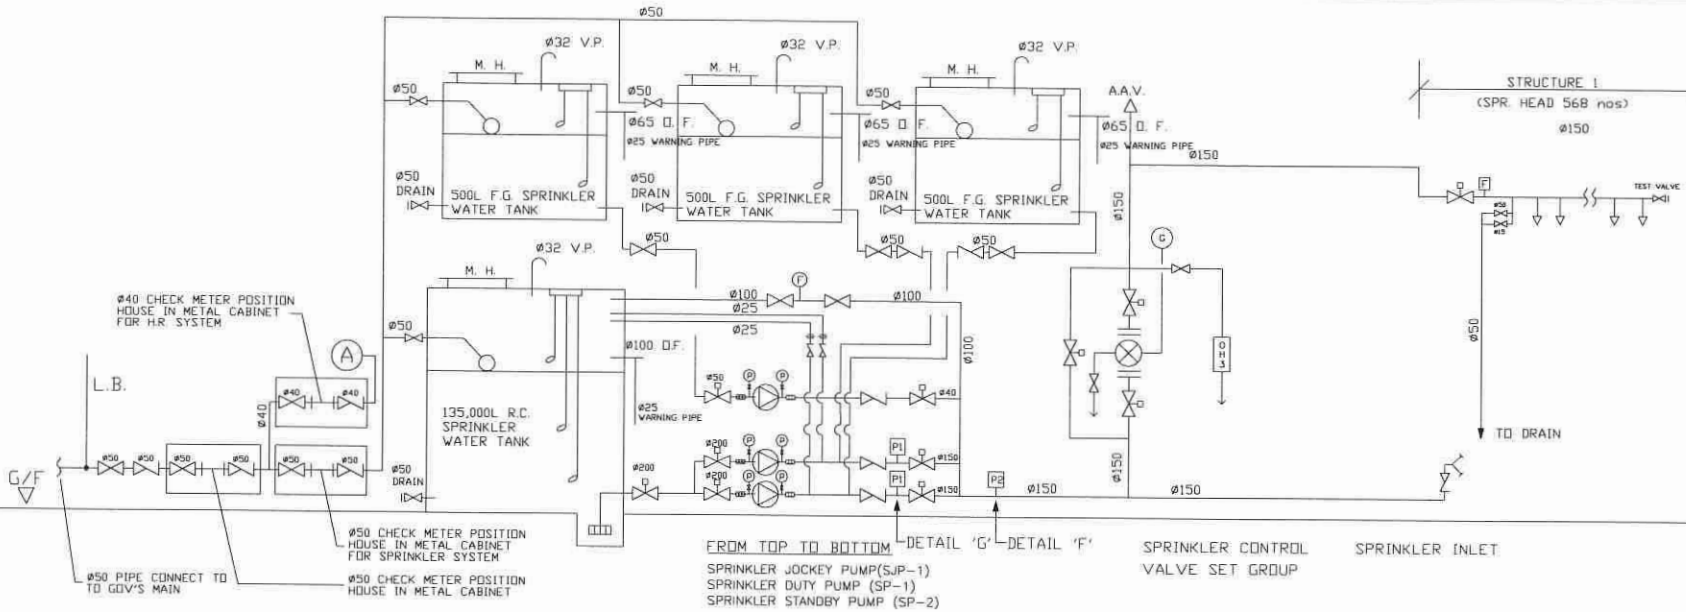 ø50
ø32 V.P.
ø32 V.P.
ø32 V.P.
M. H.
M. H.
M. H.
ø50
ø50
ø50
A.A.V.
STRUCTURE 1
(SPR. HEAD 568 nos)
ø150
ø65 O. F.
ø65 O. F.
ø65 O. F.
ø25 WARNING PIPE
ø25 WARNING PIPE
ø25 WARNING PIPE
ø150
ø50
DRAIN
ø50
DRAIN
ø50
DRAIN
500L F.G. SPRINKLER
WATER TANK
500L F.G. SPRINKLER
WATER TANK
500L F.G. SPRINKLER
WATER TANK
ø150
F
TEST VALVE
ø50
ø15
ø50
ø50
ø50
G
ø32 V.P.
M. H.
ø40 CHECK METER POSITION
HOUSE IN METAL CABINET
FOR H.R SYSTEM
F
ø100
ø100
ø25
ø25
ø50
ø100 O.F.
ø100
OH3
ø50
A
L.B.
ø40
ø40
ø40
ø50
P
P
ø40
ø25
WARNING PIPE
135,000L R.C.
SPRINKLER
WATER TANK
TO DRAIN
ø200
P
P
P1
ø150
G/F
ø50
ø50
ø50
ø50
ø50
ø50
ø50
DRAIN
ø200
ø200
P
P
P1
ø150
P2
ø150
ø150
ø150
ø50 CHECK METER POSITION
HOUSE IN METAL CABINET
FOR SPRINKLER SYSTEM
ø50 PIPE CONNECT TO
TO GOV'S MAIN
ø50 CHECK METER POSITION
HOUSE IN METAL CABINET
FROM TOP TO BOTTOM
DETAIL 'G'
DETAIL 'F'
SPRINKLER JOCKEY PUMP(SJP-1)
SPRINKLER DUTY PUMP (SP-1)
SPRINKLER STANDBY PUMP (SP-2)
SPRINKLER CONTROL
VALVE SET GROUP
SPRINKLER INLET